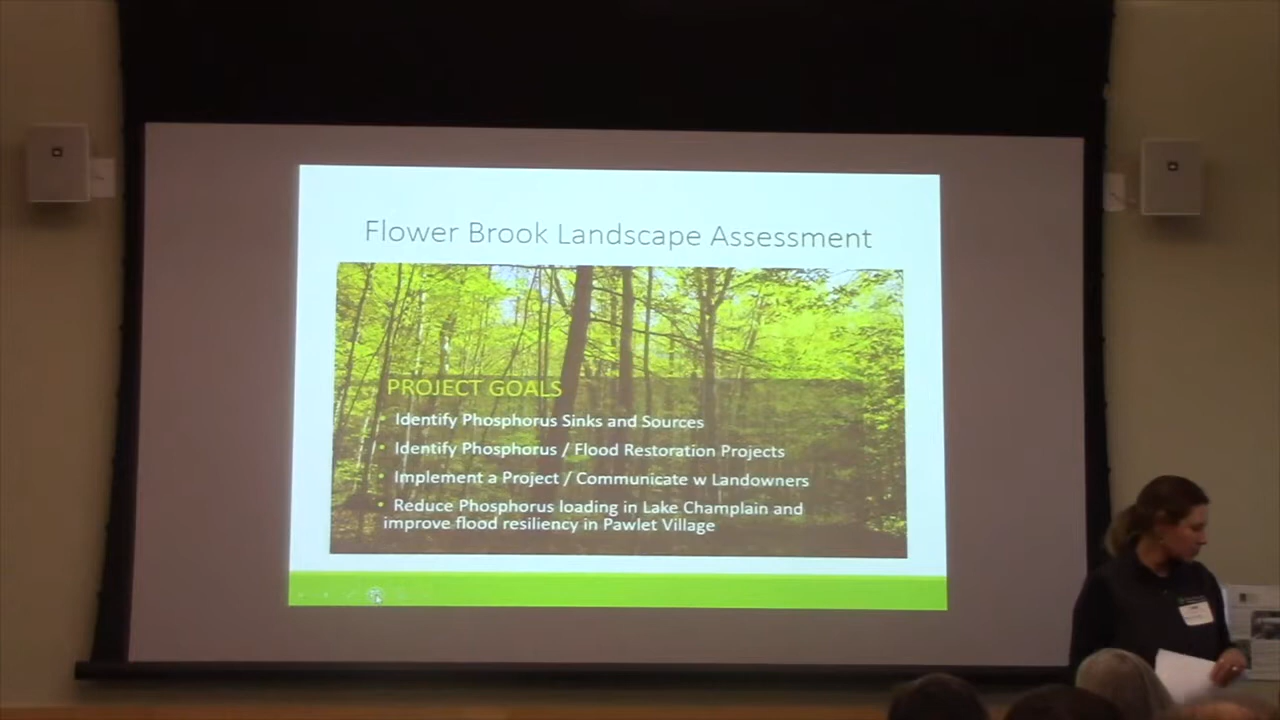 Flower Brook Landscape Assessment
PROJECT GOALS
• Identify Phosphorus Sinks and Sources
• Identify Phosphorus / Flood Restoration Projects
• Implement a Project / Communicate w Landowners
• Reduce Phosphorus loading in Lake Champlain and
improve flood resiliency in Pawlet Village